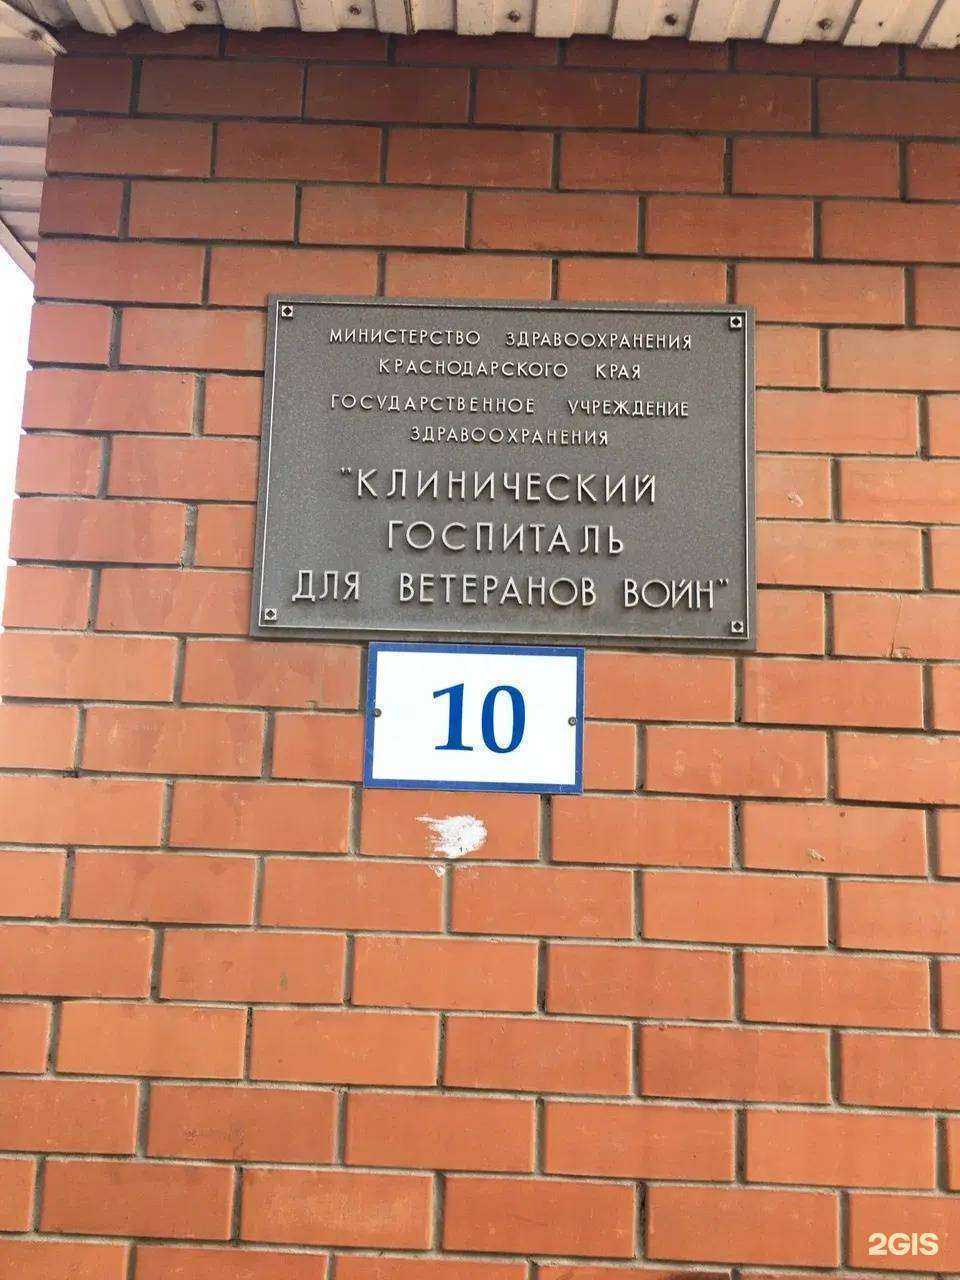 МИНИСТЕРСТВО ЗДРАВООХРАНЕНИЯ
КРАСНОДАРСКОГО КРАЯ
ГОСУДАРСТВЕННОЕ УЧРЕЖДЕНИЕ
ЗДРАВООХРАНЕНИЯ
"КЛИНИЧЕСКИЙ
ГОСПИТАЛЬ
ДЛЯ ВЕТЕРАНОВ ВОЙН"
10
2GIS